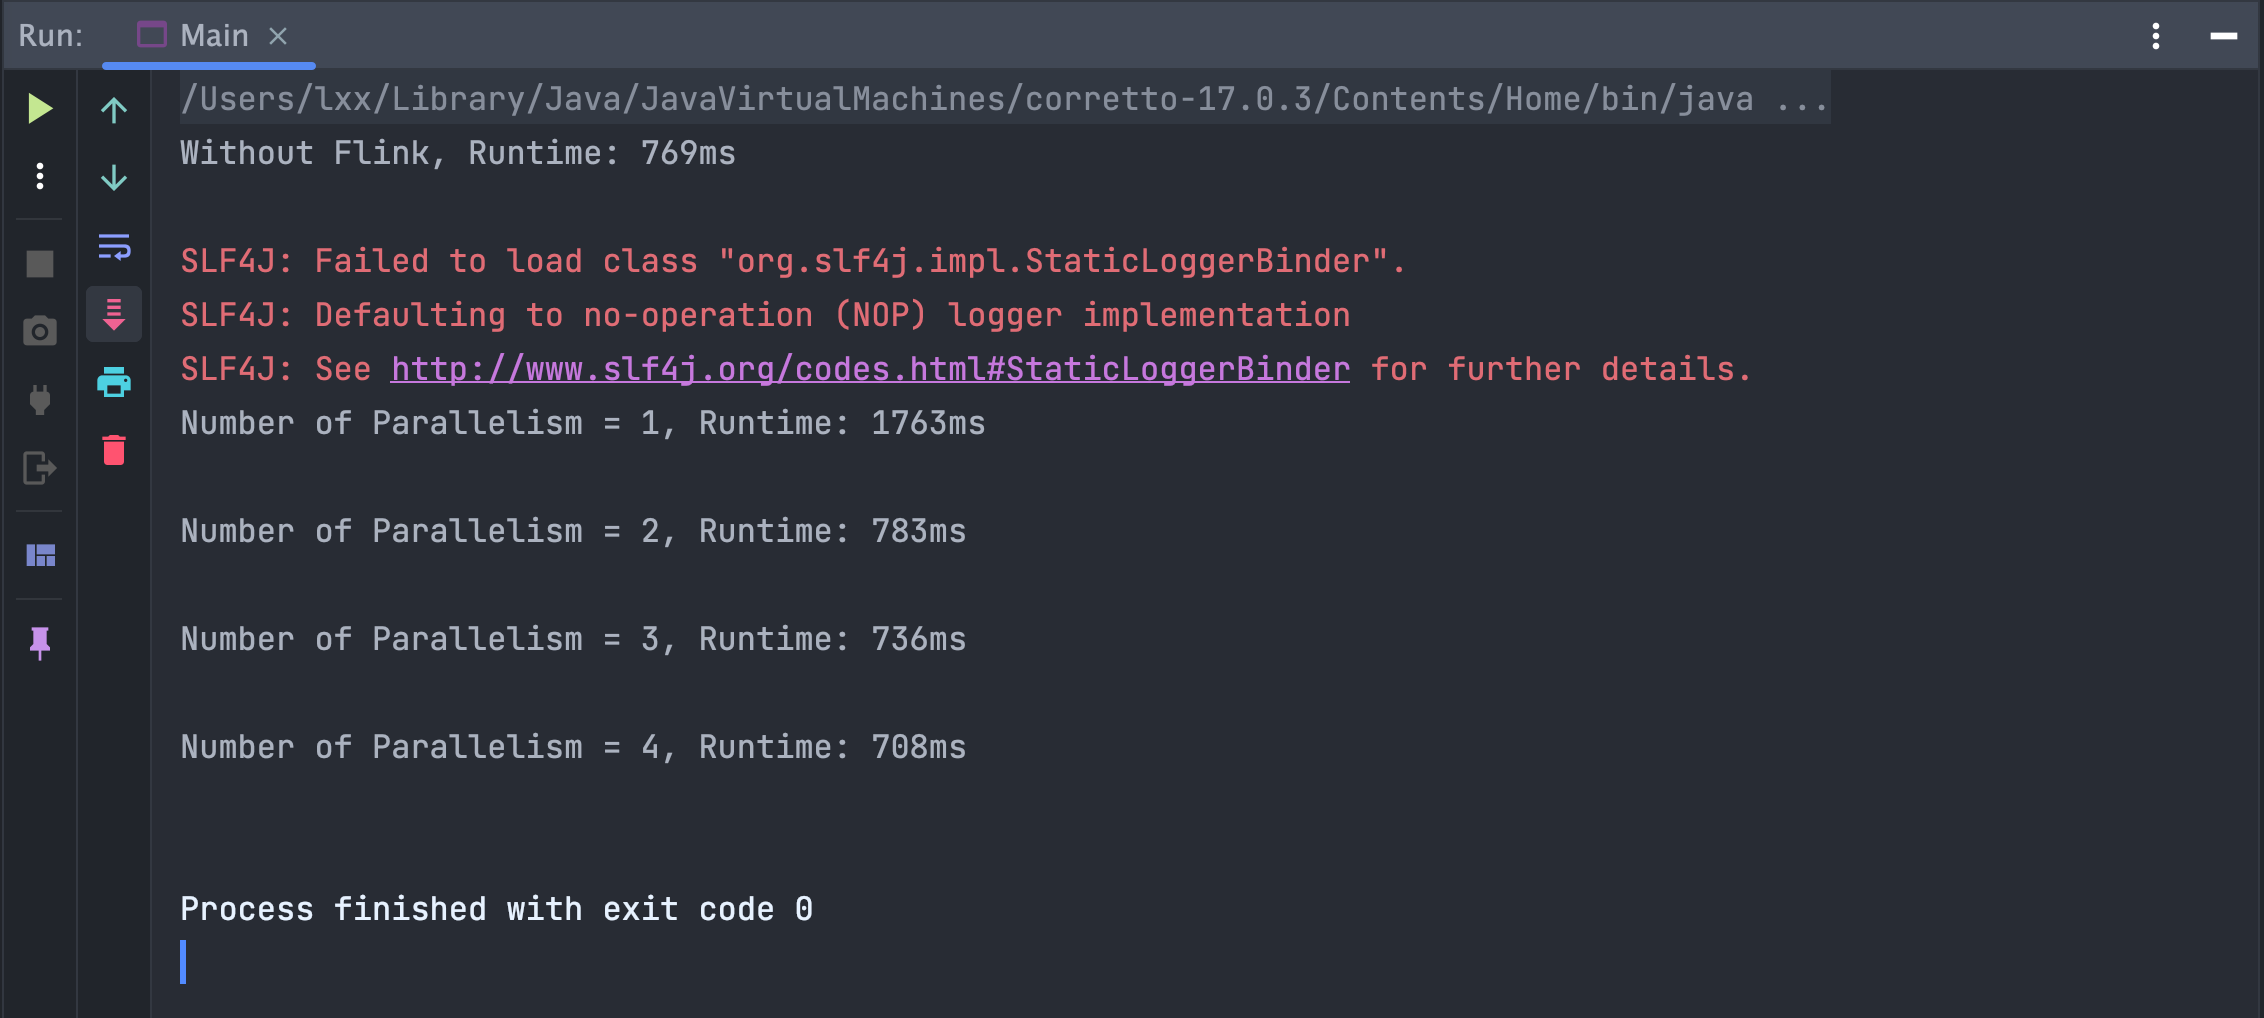 Run: Main
/Users/lxx/Library/Java/JavaVirtualMachines/corretto-17.0.3/Contents/Home/bin/java ...
Without Flink, Runtime: 769ms
SLF4J: Failed to load class "org.slf4j.impl.StaticLoggerBinder".
SLF4J: Defaulting to no-operation (NOP) logger implementation
SLF4J: See http://www.slf4j.org/codes.html#StaticLoggerBinder for further details.
Number of Parallelism = 1, Runtime: 1763ms
Number of Parallelism = 2, Runtime: 783ms
Number of Parallelism = 3, Runtime: 736ms
Number of Parallelism = 4, Runtime: 708ms
Process finished with exit code 0